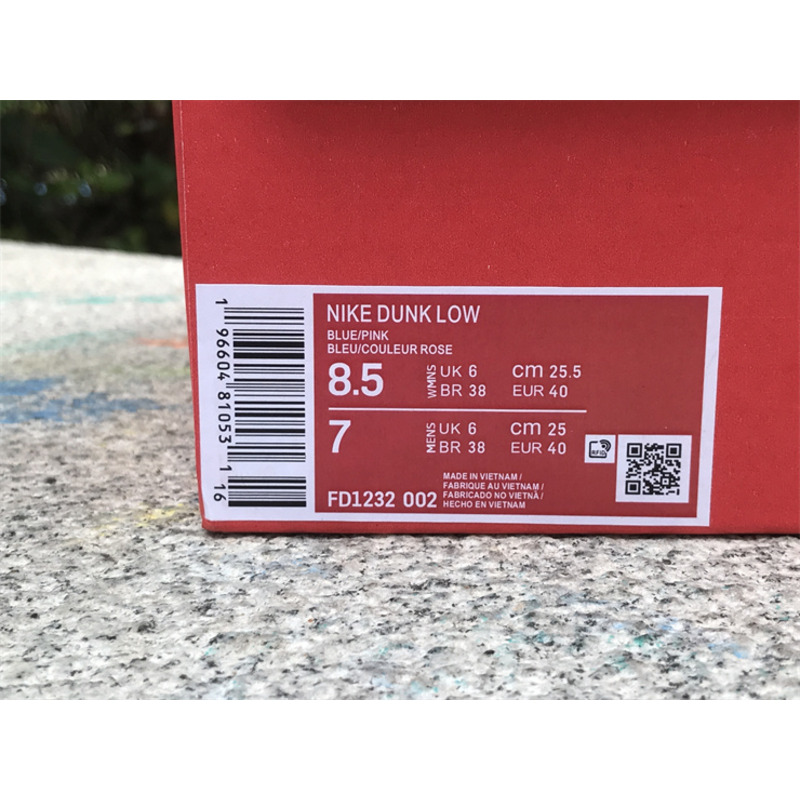 1 96604 81053 1 16
NIKE DUNK LOW
BLUE/PINK
BLEU/COULEUR ROSE
8.5 WMNS UK 6 cm 25.5
BR 38 EUR 40
7 MENS UK 6 cm 25
BR 38 EUR 40
RFID
MADE IN VIETNAM /
FABRIQUE AU VIETNAM /
FABRICADO NO VIETNÃ /
HECHO EN VIETNAM
FD1232 002